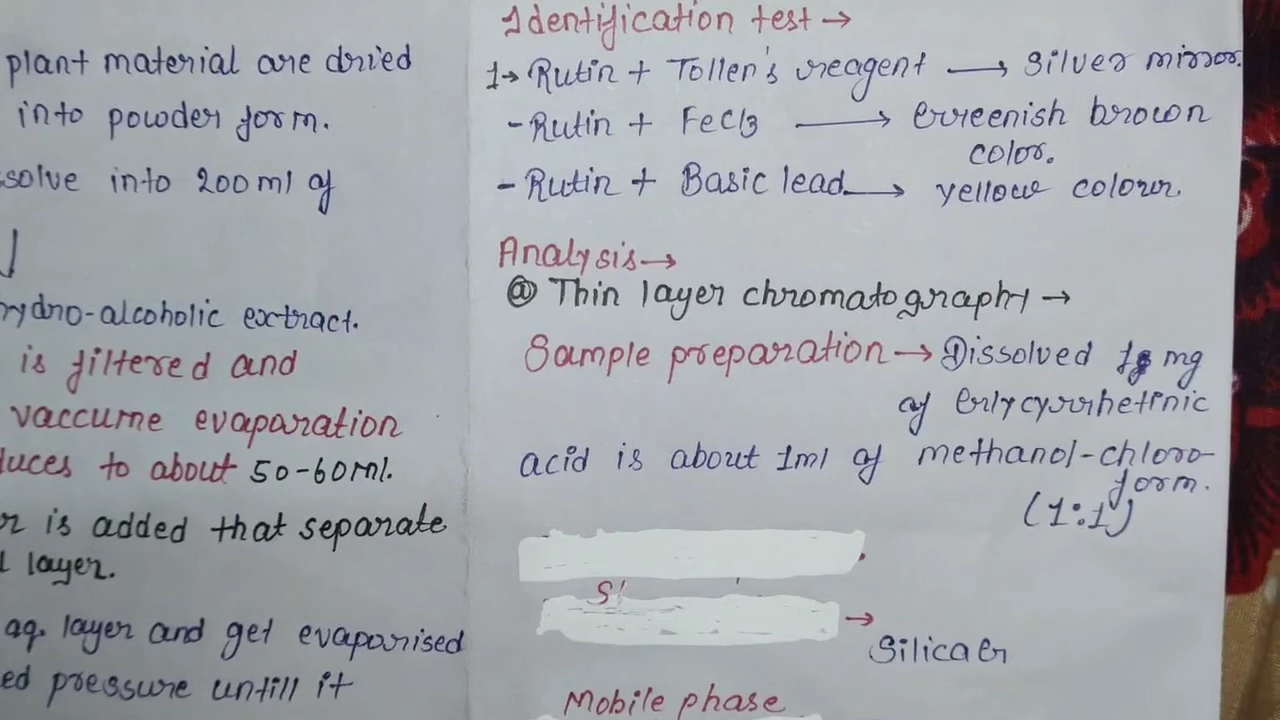 plant material are dried
into powder form.
solve into 200ml of
hydro-alcoholic extract.
is filtered and
vaccume evaparation
duces to about 50-60ml.
r is added that separate
l layer.
aq. layer and get evaporised
ed pressure untill it
Identification test →
1→ Rutin + Tollen's reagent → Silver mirror.
- Rutin + FeCl3 → Greenish brown
color.
- Rutin + Basic lead → yellow colour.
Analysis →
@ Thin layer chromatography →
Sample preparation → Dissolved 1 mg
of Glycyrrhetinic
acid is about 1ml of methanol-chloro-
form.
(1:1)
→
Silica G
Mobile phase